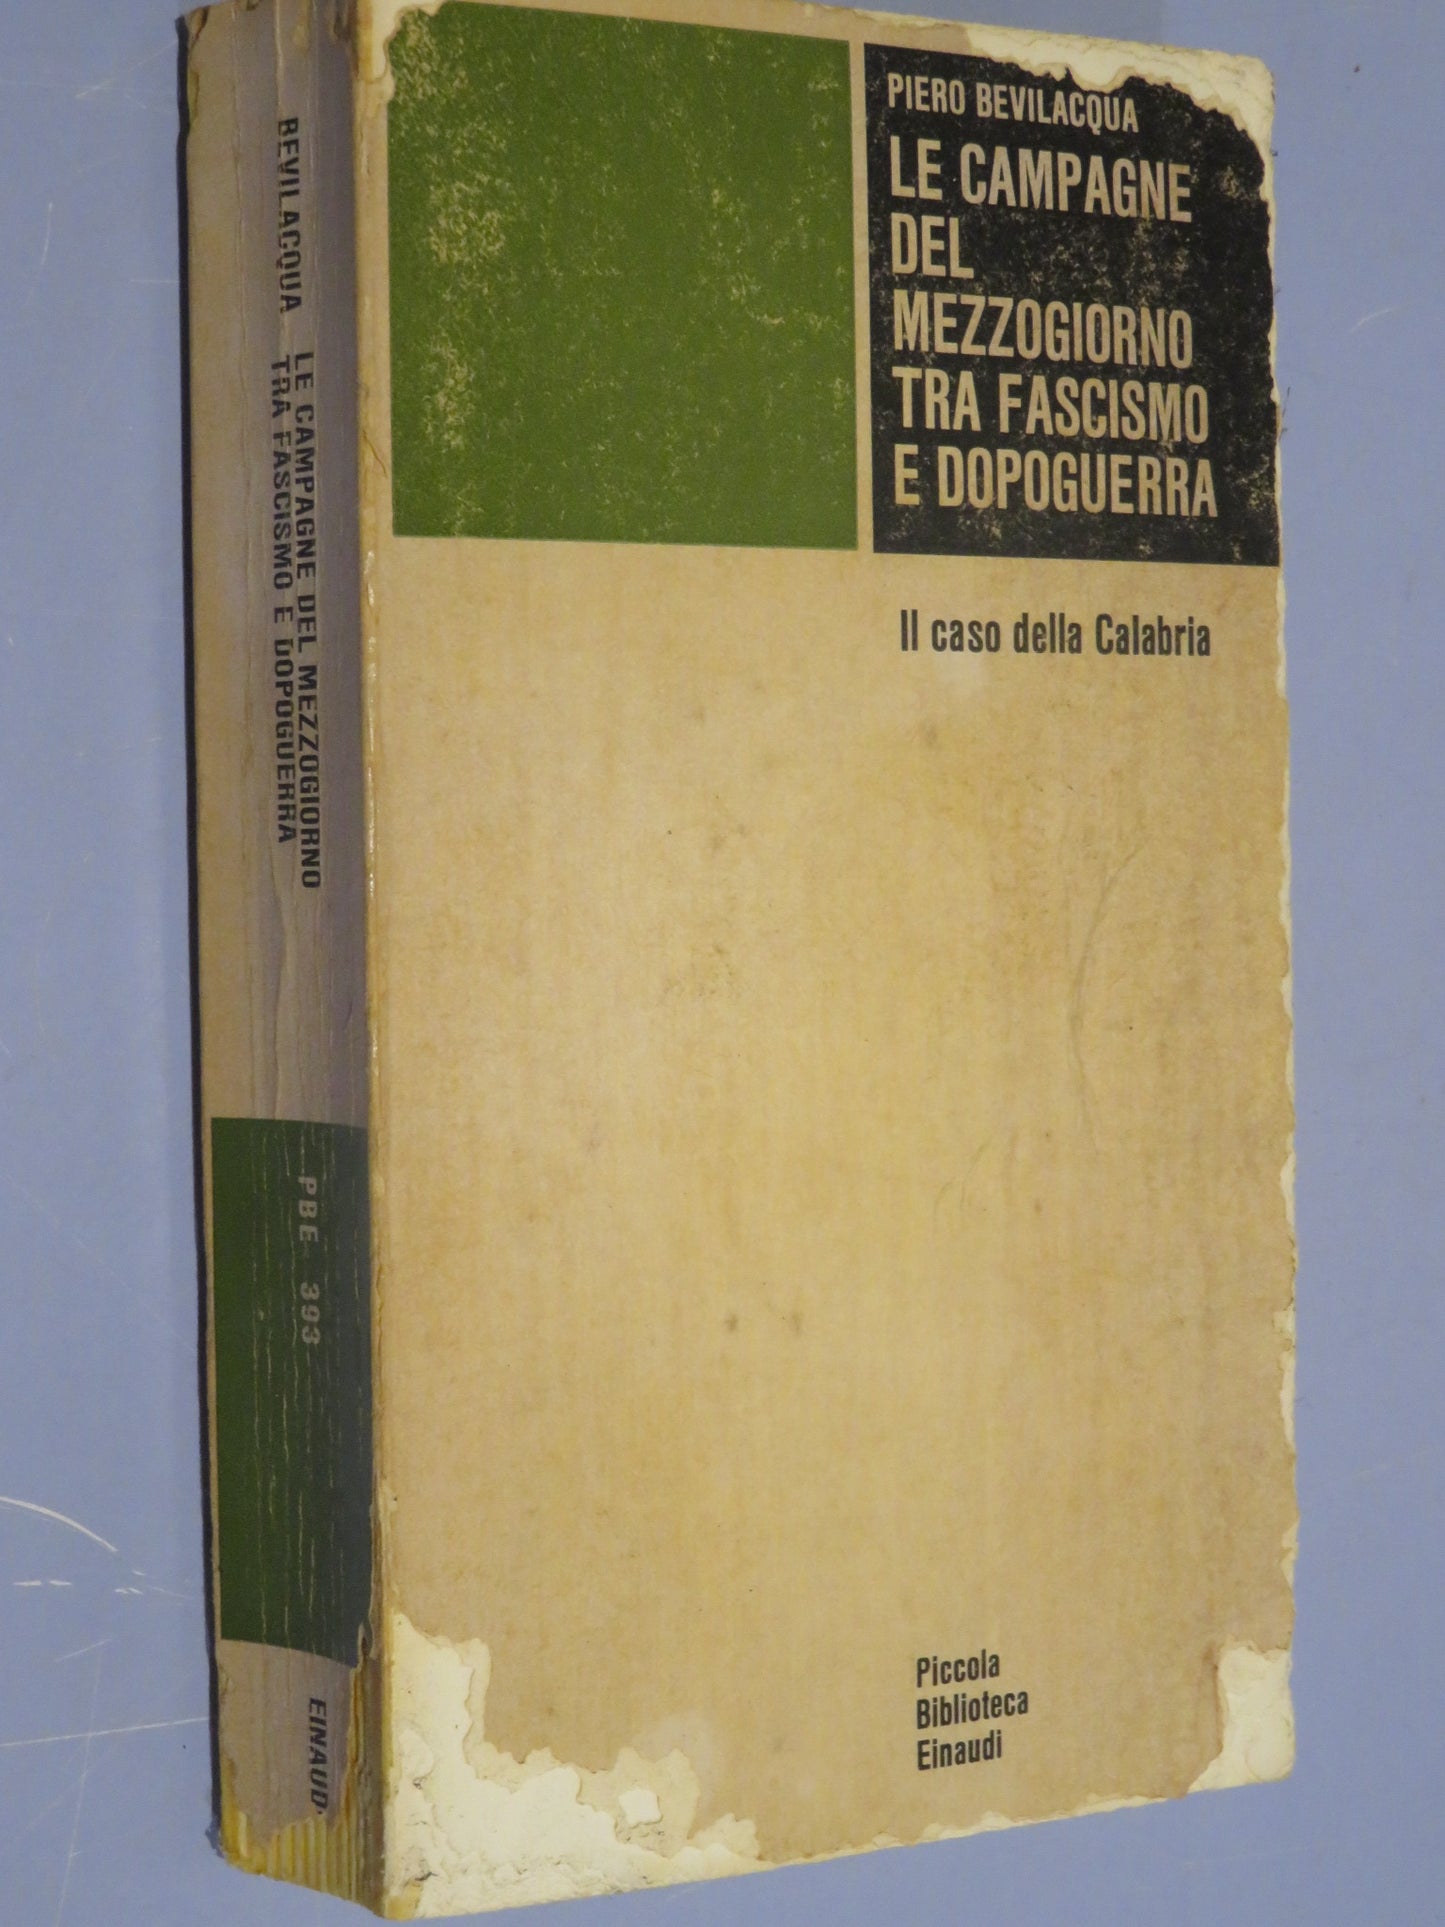 PIERO BEVILACQUA
LE CAMPAGNE
DEL
MEZZOGIORNO
TRA FASCISMO
E DOPOGUERRA
Il caso della Calabria
Piccola
Biblioteca
Einaudi
BEVILACQUA
LE CAMPAGNE DEL MEZZOGIORNO
TRA FASCISMO E DOPOGUERRA
PBE 393
EINAUDI